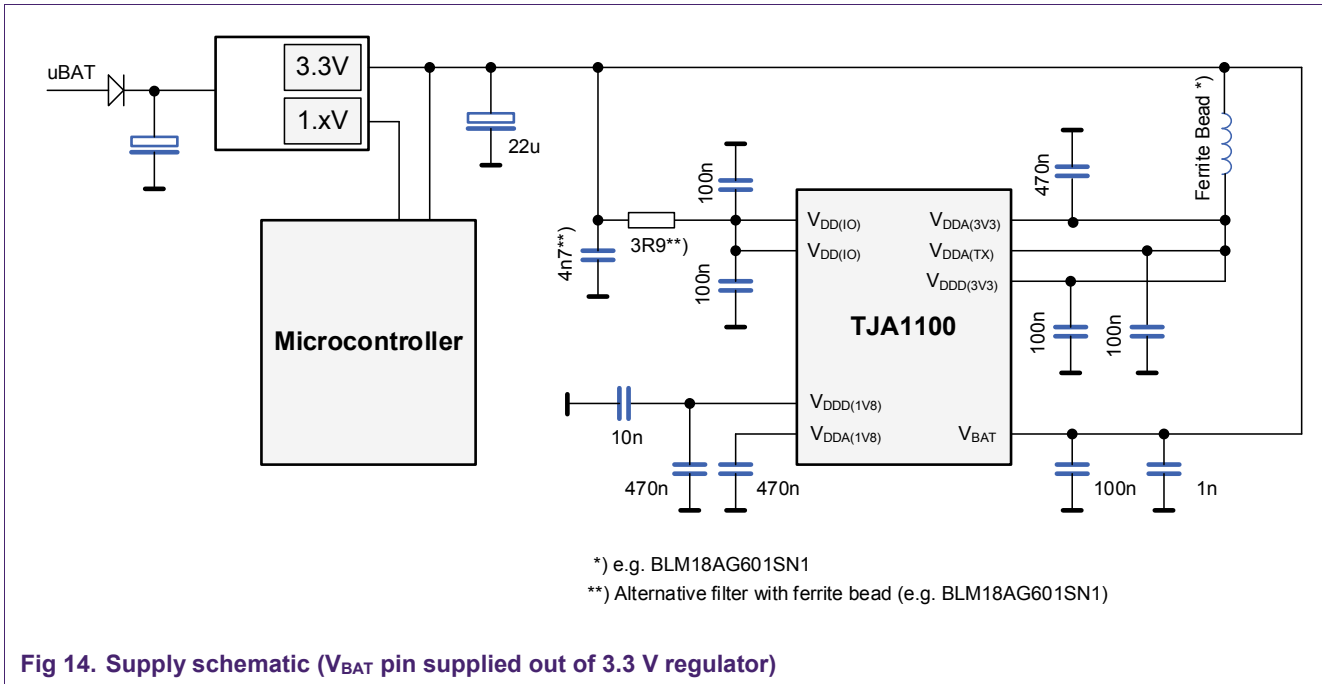 uBAT
3.3V
1.xV
22u
Microcontroller
4n7**)
3R9**)
100n
100n
470n
Ferrite Bead *)
VDD(IO)
VDD(IO)
VDDA(3V3)
VDDA(TX)
VDDD(3V3)
TJA1100
100n
100n
VDDD(1V8)
VDDA(1V8)
VBAT
10n
470n
470n
100n
1n
*) e.g. BLM18AG601SN1
**) Alternative filter with ferrite bead (e.g. BLM18AG601SN1)
Fig 14. Supply schematic (VBAT pin supplied out of 3.3 V regulator)